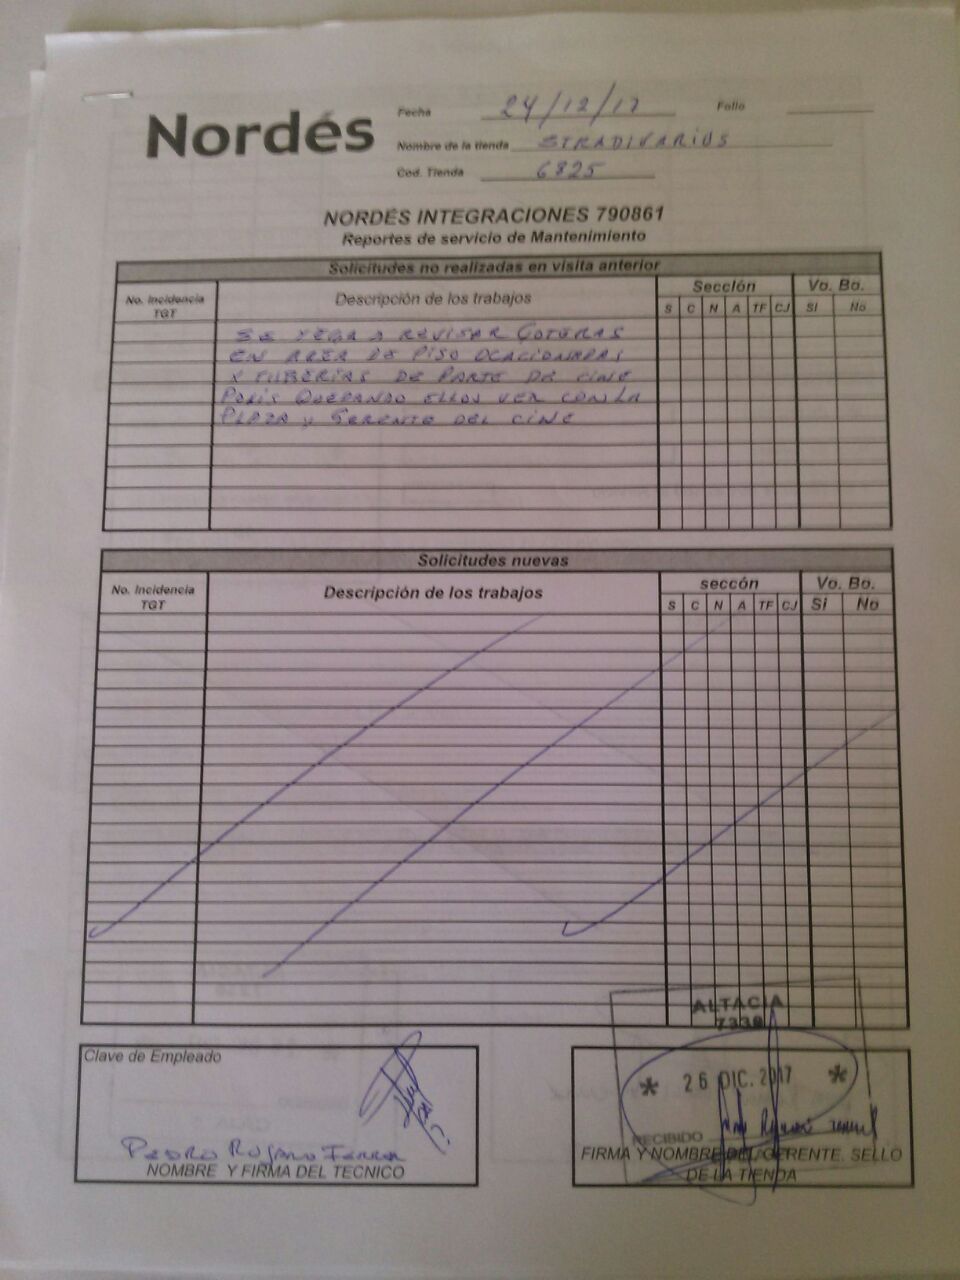 Nordés
Fecha 24/12/17 Folio
Nombre de la tienda STRADIVARIUS
Cod. Tienda 6825
NORDÉS INTEGRACIONES 790861
Reportes de servicio de Mantenimiento
Solicitudes no realizadas en visita anterior
No. Incidencia TGT Descripción de los trabajos Sección Vo. Bo.
S C N A TF CJ SI No
SE YEGA A REVISAR GOTERAS
EN AREA DE PISO OCACIONADAS
X TUBERIAS DE PARTE DE CINE
QUEDANDO ELLOS VER CON LA
PLAZA y GERENTE DEL CINE
Solicitudes nuevas
No. Incidencia TGT Descripción de los trabajos seccón Vo. Bo.
S C N A TF CJ Si No
ALTACIA
7338
Clave de Empleado
* 26 DIC. 2017 *
RECIBIDO
PEDRO
NOMBRE Y FIRMA DEL TECNICO
FIRMA Y NOMBRE DEL GERENTE. SELLO
DE LA TIENDA